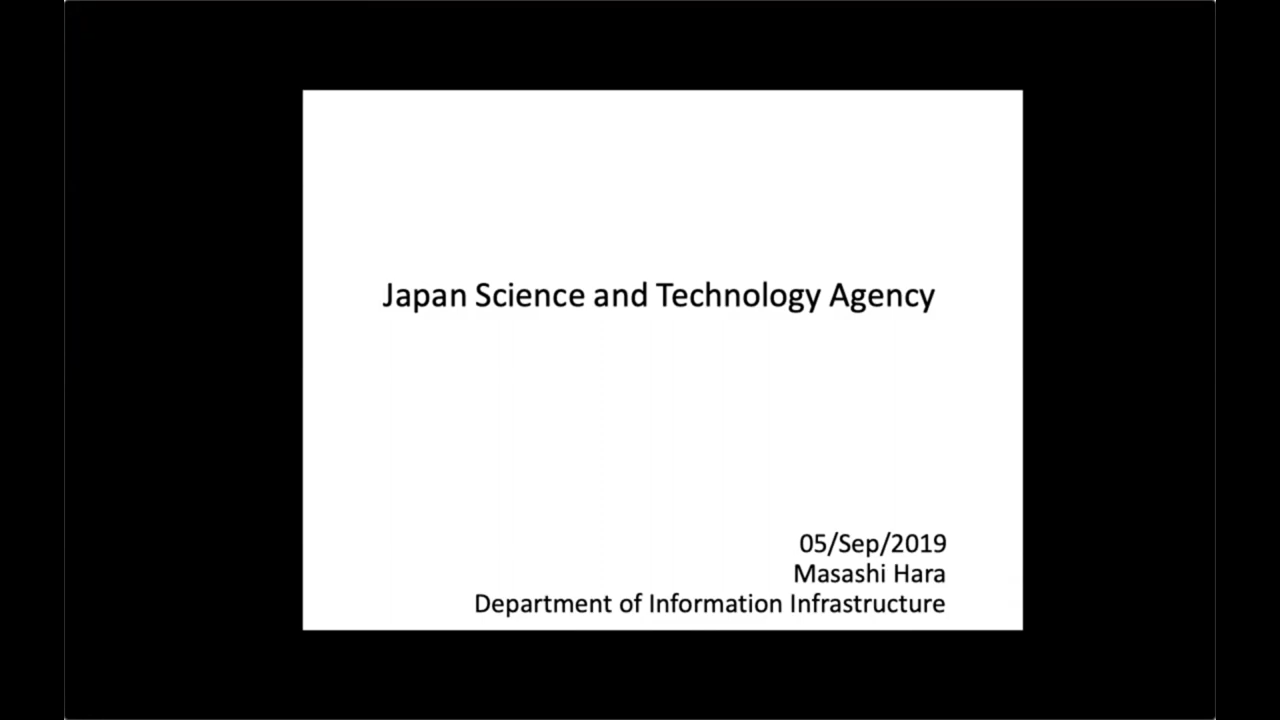 Japan Science and Technology Agency
05/Sep/2019
Masashi Hara
Department of Information Infrastructure